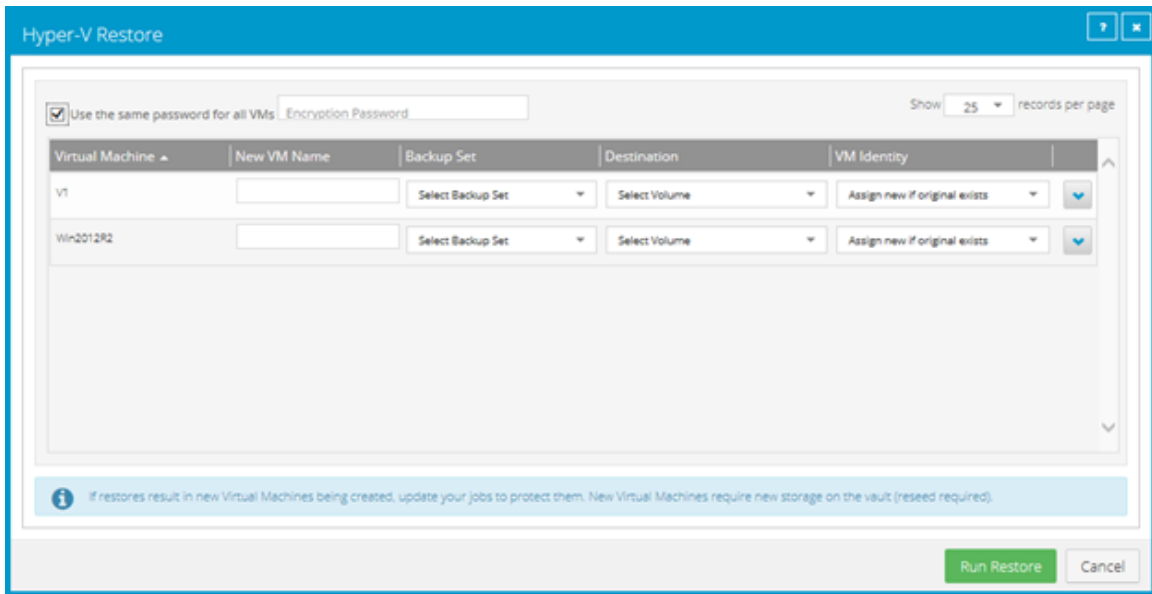 Hyper-V Restore
? ×
Use the same password for all VMs Encryption Password Show 25 records per page
Virtual Machine New VM Name Backup Set Destination VM Identity
V1 Select Backup Set Select Volume Assign new if original exists
Win2012R2 Select Backup Set Select Volume Assign new if original exists
i If restores result in new Virtual Machines being created, update your jobs to protect them. New Virtual Machines require new storage on the vault (reseed required).
Run Restore Cancel